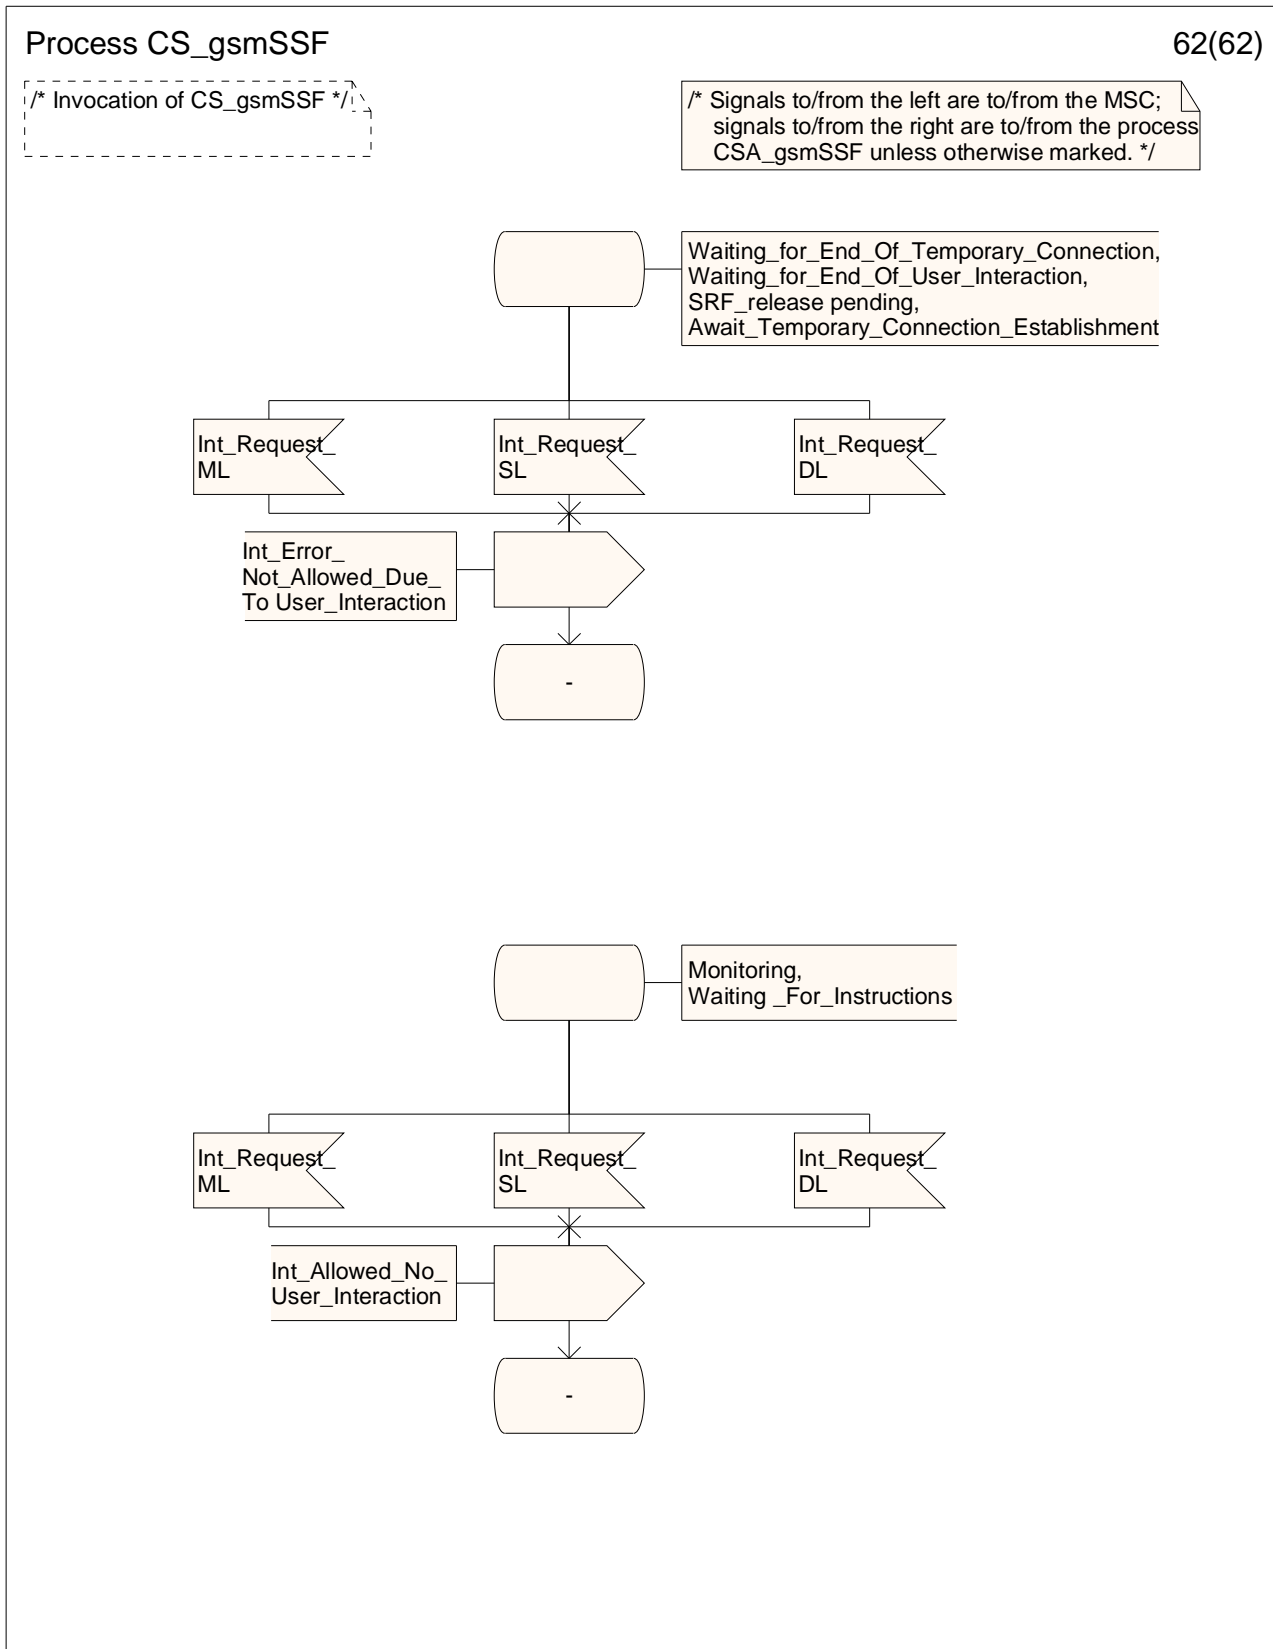 Process CS_gsmSSF
62(62)
/* Invocation of CS_gsmSSF */
/* Signals to/from the left are to/from the MSC;
signals to/from the right are to/from the process
CSA_gsmSSF unless otherwise marked. */
Waiting_for_End_Of_Temporary_Connection,
Waiting_for_End_Of_User_Interaction,
SRF_release pending,
Await_Temporary_Connection_Establishment
Int_Request_
ML
Int_Request_
SL
Int_Request_
DL
Int_Error_
Not_Allowed_Due_
To User_Interaction
-
Monitoring,
Waiting _For_Instructions
Int_Request_
ML
Int_Request_
SL
Int_Request_
DL
Int_Allowed_No_
User_Interaction
-